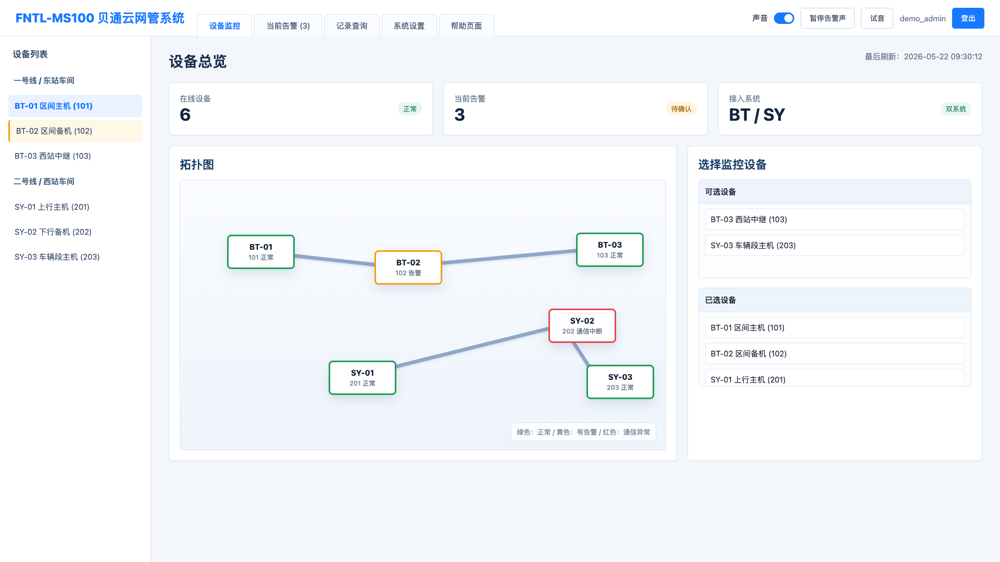 FNTL-MS100 贝通云网管系统
设备监控
当前告警 (3)
记录查询
系统设置
帮助页面
声音
暂停告警声
试音
demo_admin
登出
设备列表
一号线 / 东站车间
BT-01 区间主机 (101)
BT-02 区间备机 (102)
BT-03 西站中继 (103)
二号线 / 西站车间
SY-01 上行主机 (201)
SY-02 下行备机 (202)
SY-03 车辆段主机 (203)
设备总览
最后刷新：2026-05-22 09:30:12
在线设备
6
正常
当前告警
3
待确认
接入系统
BT / SY
双系统
拓扑图
BT-01
101 正常
BT-02
102 告警
BT-03
103 正常
SY-02
202 通信中断
SY-01
201 正常
SY-03
203 正常
绿色：正常 / 黄色：有告警 / 红色：通信异常
选择监控设备
可选设备
BT-03 西站中继 (103)
SY-03 车辆段主机 (203)
已选设备
BT-01 区间主机 (101)
BT-02 区间备机 (102)
SY-01 上行主机 (201)